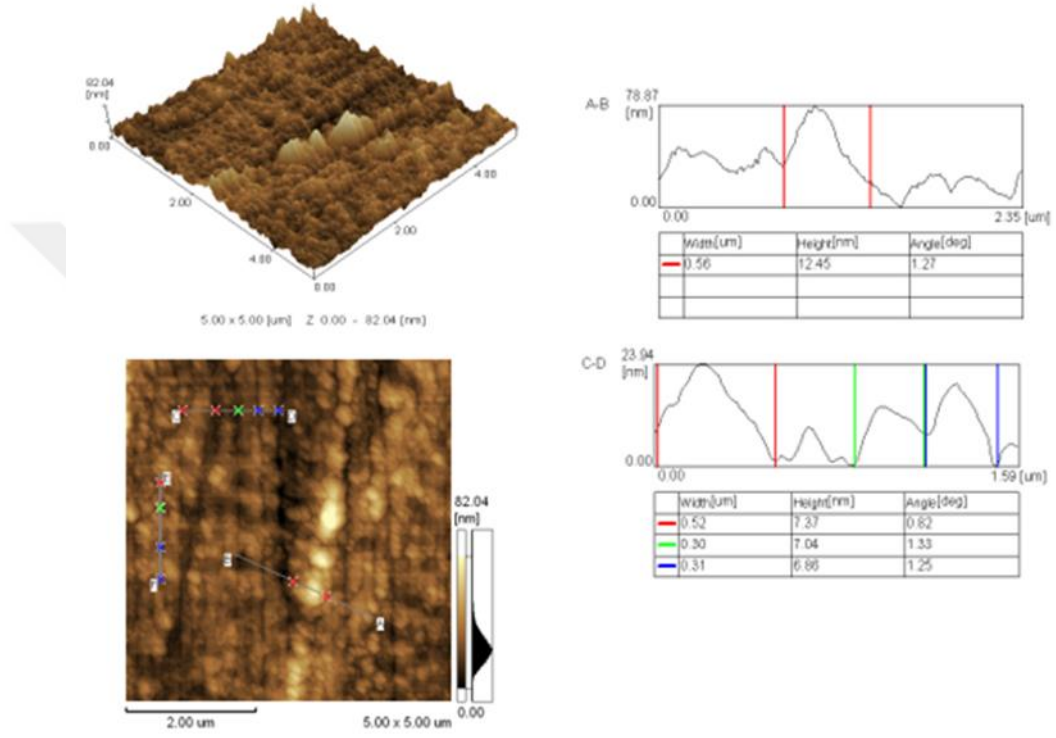 82.04
[nm]
0.00
2.00
4.00
4.00
2.00
0.00
5.00 x 5.00 [um] Z 0.00 - 82.04 [nm]
A-B
78.87
[nm]
0.00
0.00 2.35 [um]
Width[um] Height[nm] Angle[deg]
0.56 12.45 1.27
C
D
E
F
B
A
82.04
[nm]
0.00
2.00 um 5.00 x 5.00 um
C-D
23.94
[nm]
0.00
0.00 1.59 [um]
Width[um] Height[nm] Angle[deg]
0.52 7.37 0.82
0.30 7.04 1.33
0.31 6.86 1.25